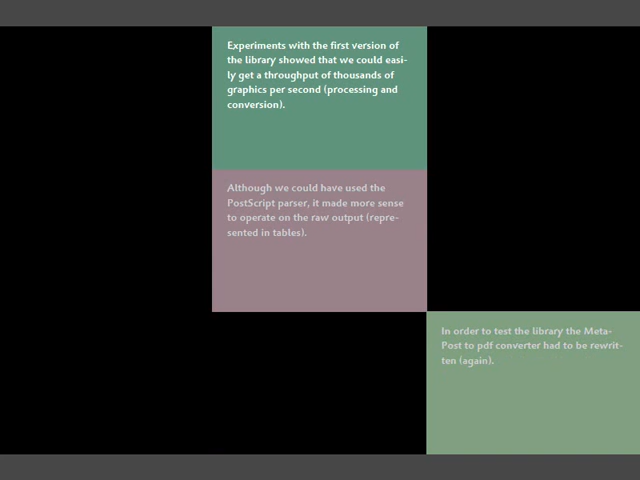 Experiments with the first version of
the library showed that we could easi-
ly get a throughput of thousands of
graphics per second (processing and
conversion).
Although we could have used the
PostScript parser, it made more sense
to operate on the raw output (repre-
sented in tables).
In order to test the library the Meta-
Post to pdf converter had to be rewrit-
ten (again).